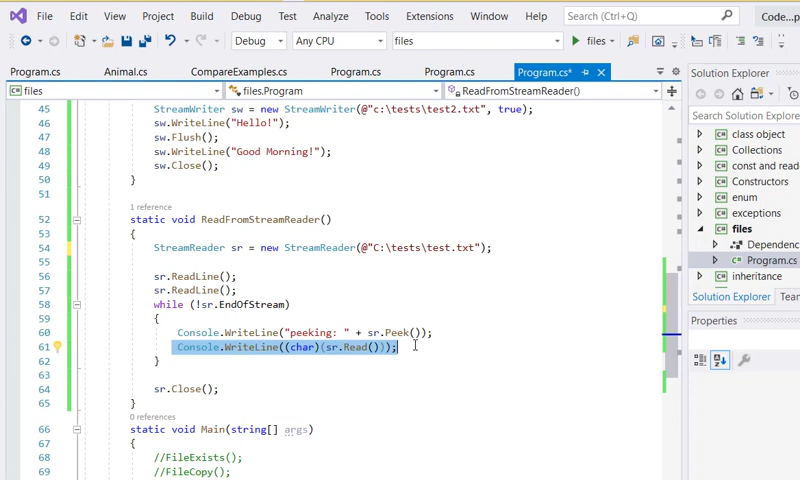 File Edit View Project Build Debug Test Analyze Tools Extensions Window Help Search (Ctrl+Q) Code...p
Debug Any CPU files files
Program.cs Animal.cs CompareExamples.cs Program.cs Program.cs Program.cs*
files files.Program ReadFromStreamReader()
45 StreamWriter sw = new StreamWriter(@"c:\tests\test2.txt", true);
46 sw.WriteLine("Hello!");
47 sw.Flush();
48 sw.WriteLine("Good Morning!");
49 sw.Close();
50 }
51
1 reference
52 static void ReadFromStreamReader()
53 {
54 StreamReader sr = new StreamReader(@"C:\tests\test.txt");
55
56 sr.ReadLine();
57 sr.ReadLine();
58 while (!sr.EndOfStream)
59 {
60 Console.WriteLine("peeking: " + sr.Peek());
61 Console.WriteLine((char)(sr.Read()));
62 }
63
64 sr.Close();
65 }
0 references
66 static void Main(string[] args)
67 {
68 //FileExists();
69 //FileCopy();
Solution Explorer
Search Solution Explorer
class object
Collections
const and reado
Constructors
enum
exceptions
files
Dependenc
Program.cs
inheritance
Solution Explorer Team
Properties